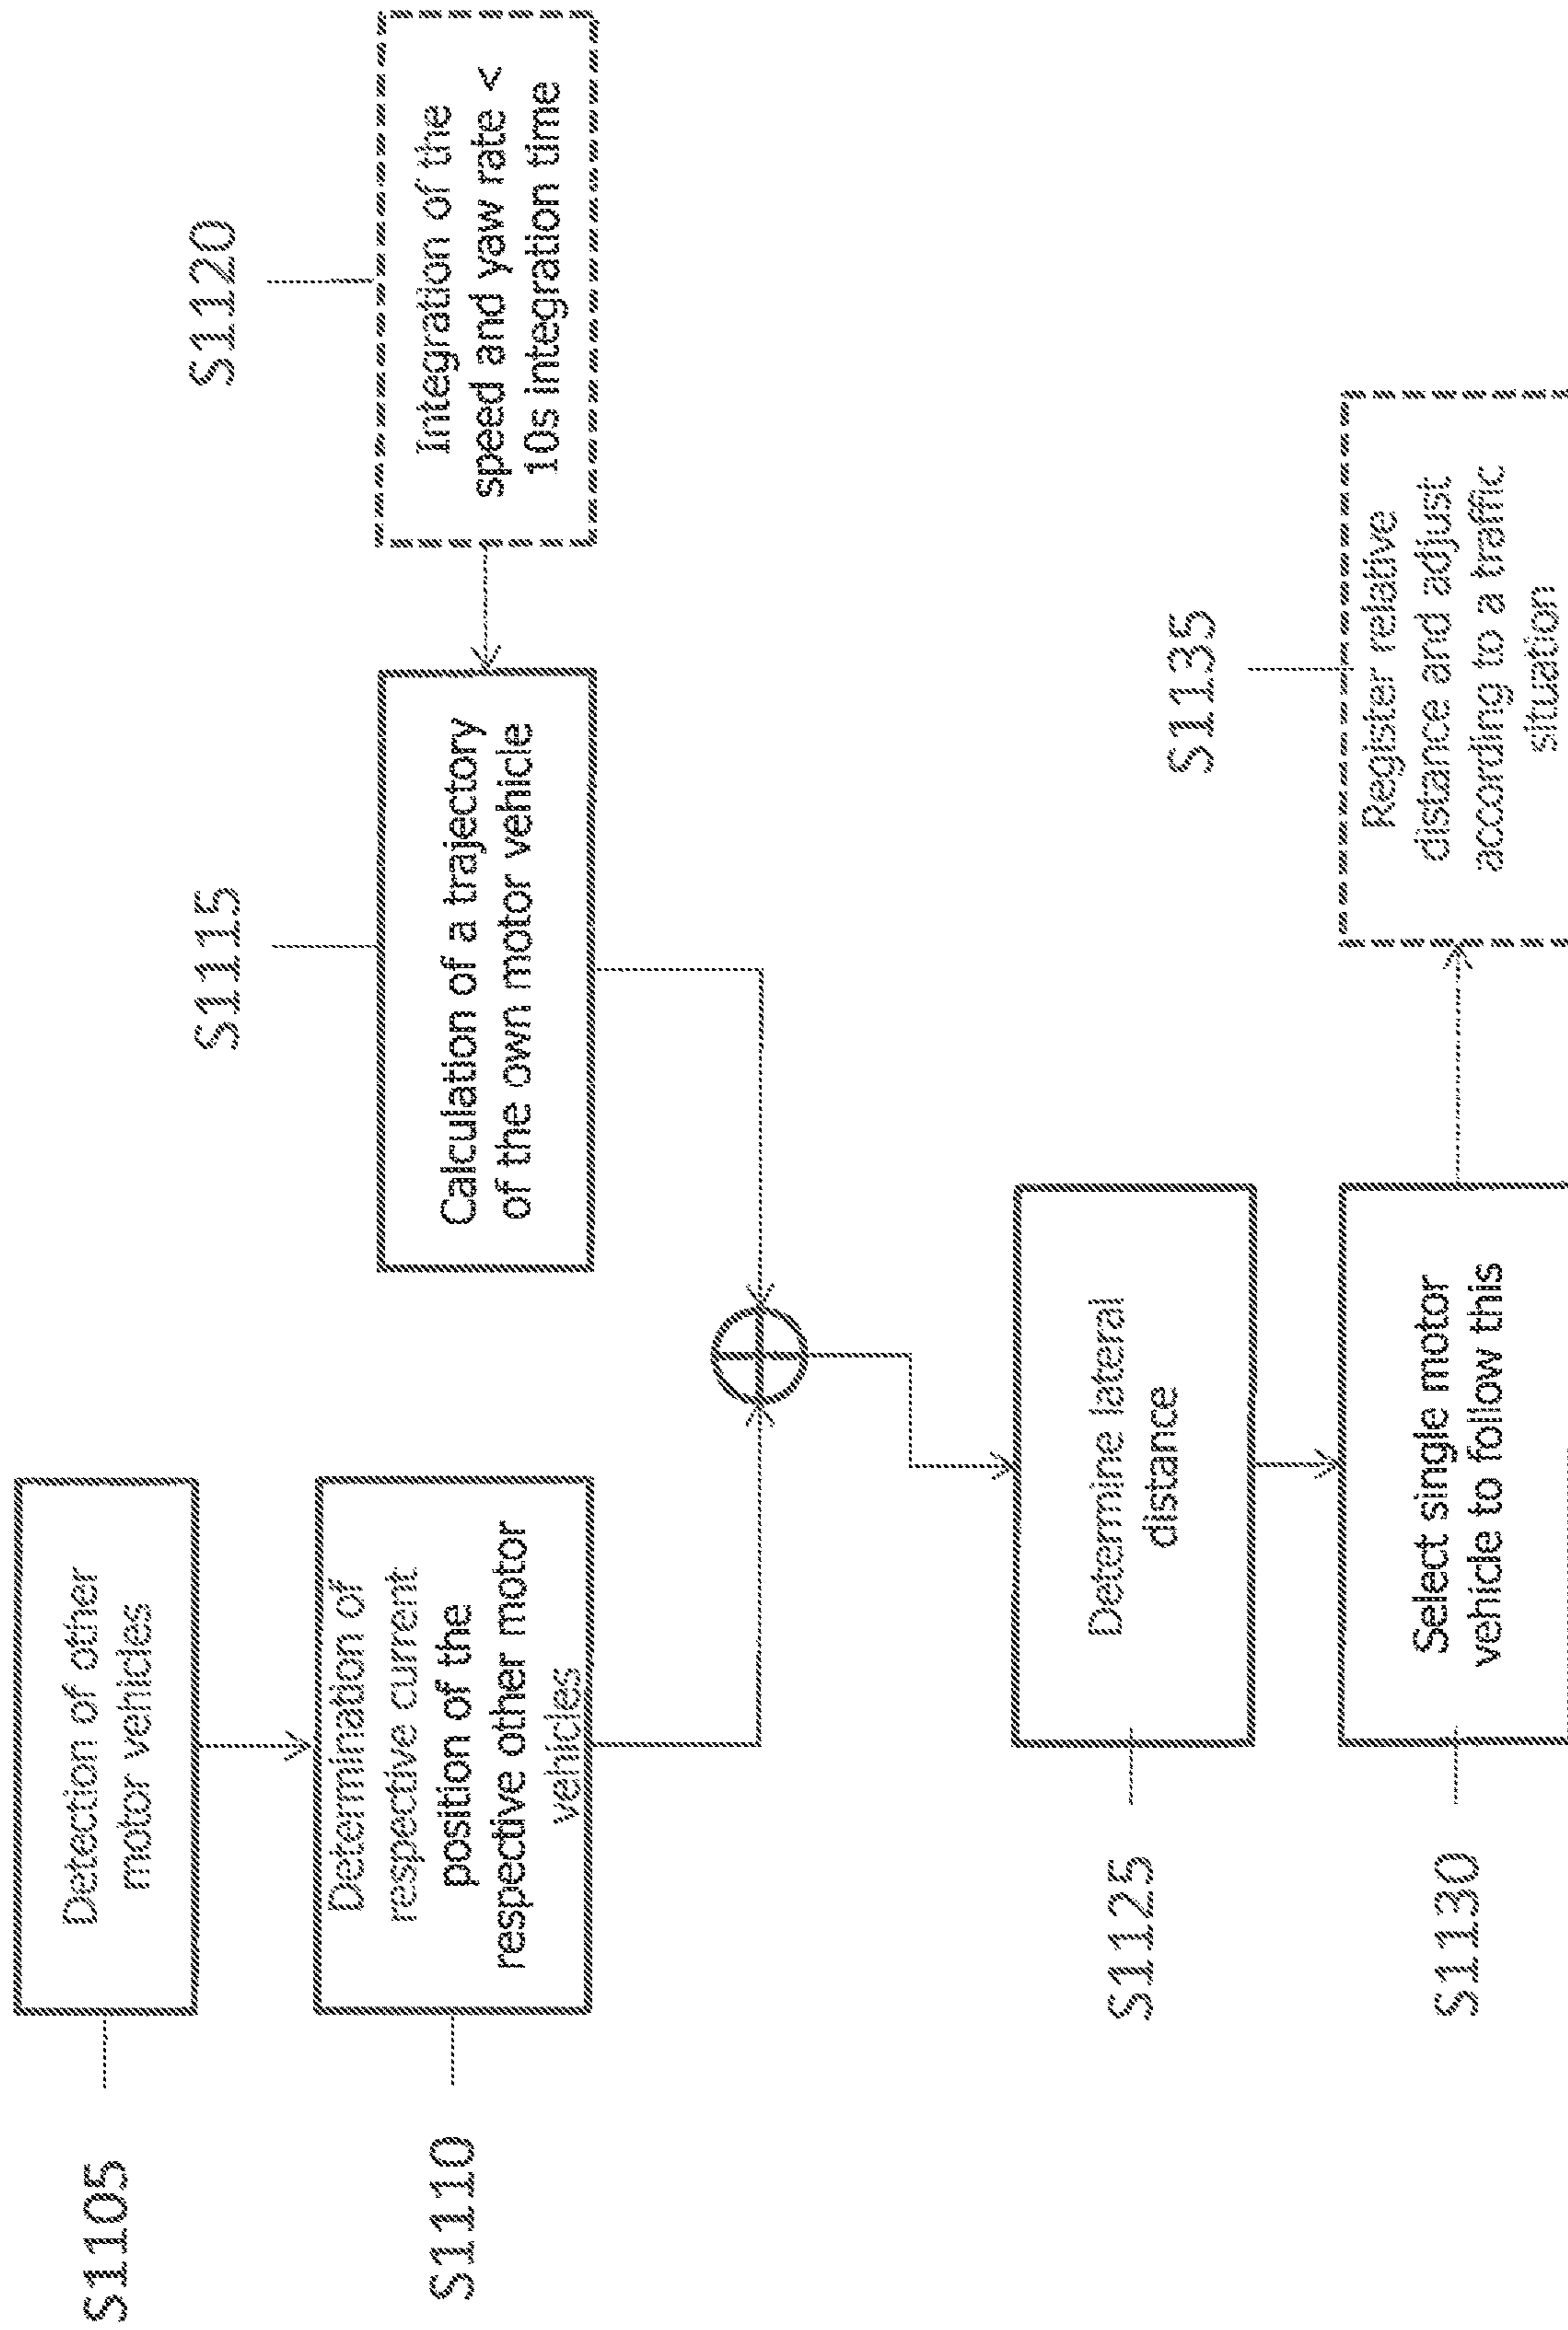 S1105
Detection of other
motor vehicles
S1110
Determination of
respective current
position of the
respective other motor
vehicles
S1115
Calculation of a trajectory
of the own motor vehicle
S1120
Integration of the
speed and yaw rate <
10s integration time
S1125
Determine lateral
distance
S1130
Select single motor
vehicle to follow this
S1135
Register relative
distance and adjust
according to a traffic
situation